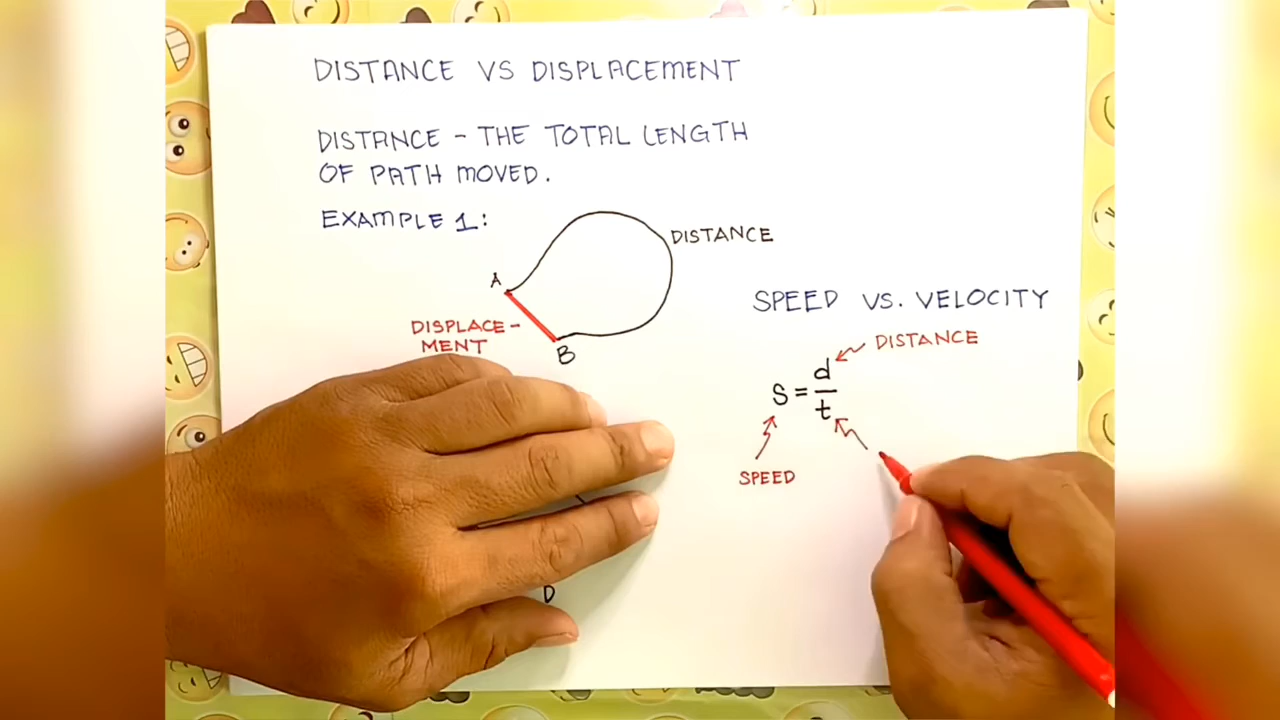 DISTANCE VS DISPLACEMENT
DISTANCE - THE TOTAL LENGTH
OF PATH MOVED.
EXAMPLE 1:
DISTANCE
A
DISPLACE-
MENT
B
D
SPEED VS. VELOCITY
DISTANCE
S = d
t
SPEED